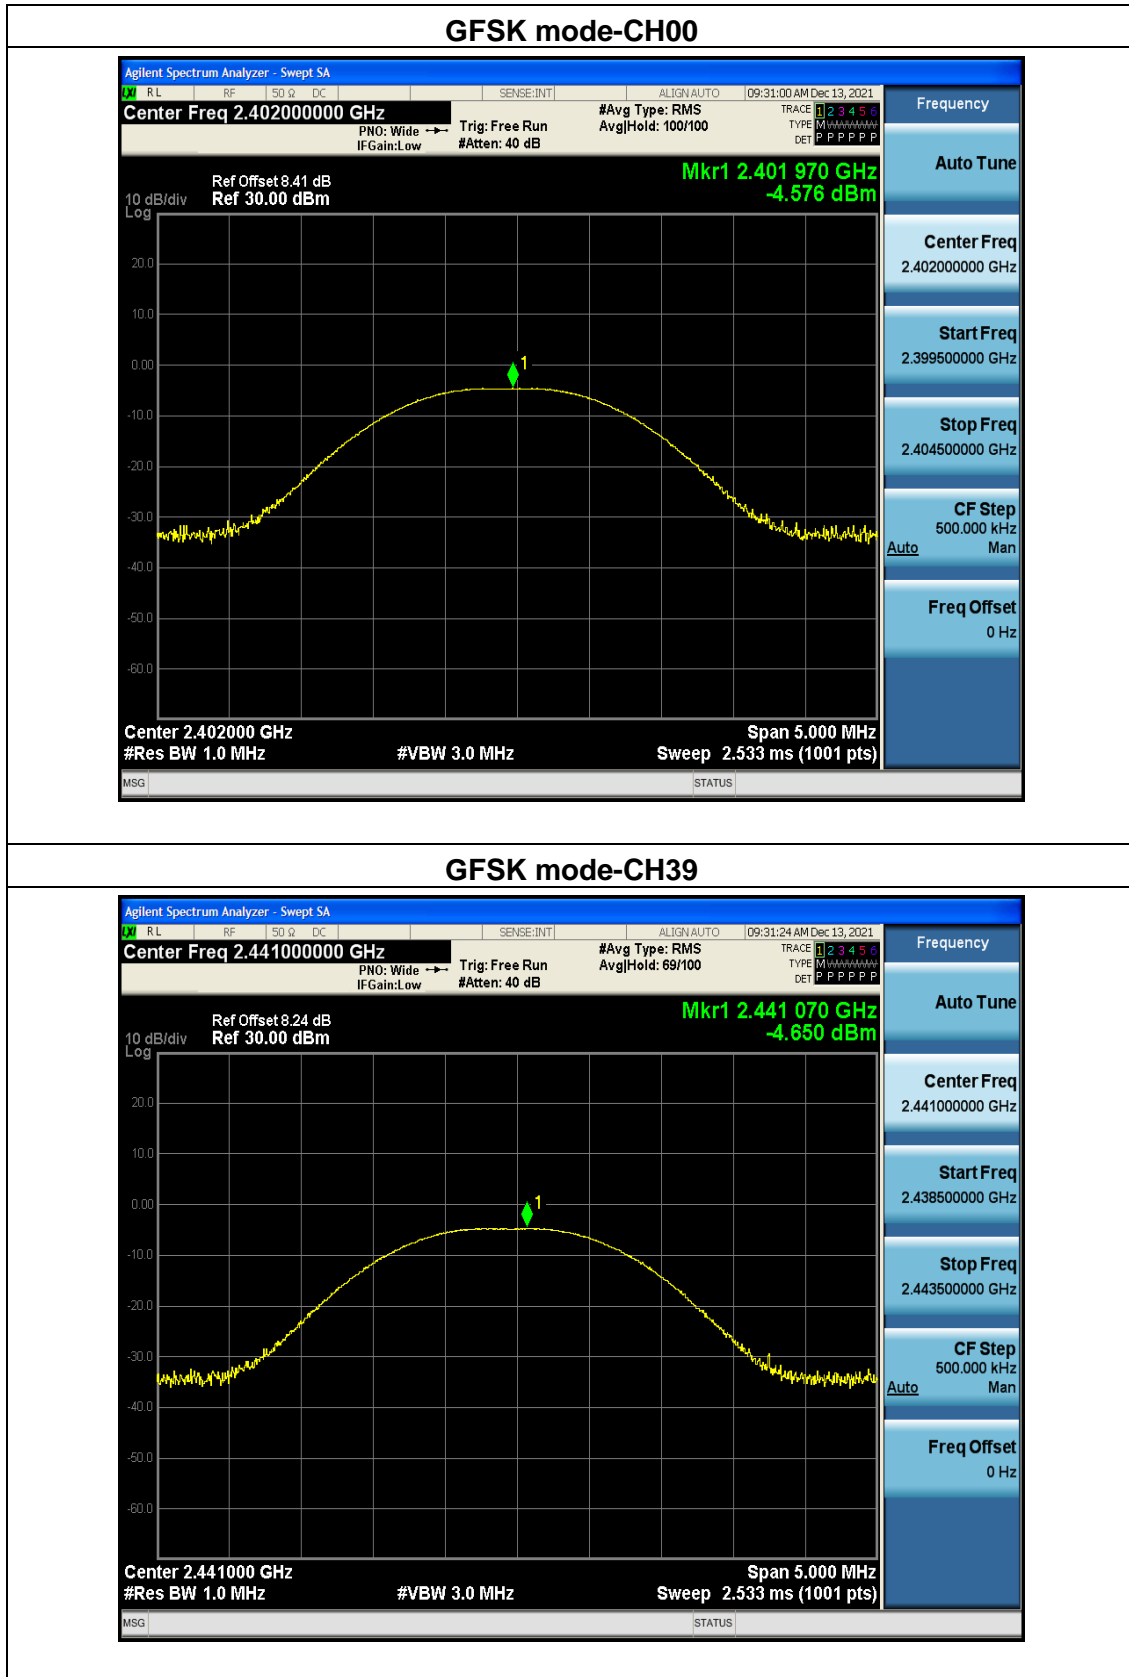 GFSK mode-CH00
Agilent Spectrum Analyzer - Swept SA
LXI RL RF 50 Ω DC SENSE:INT ALIGN AUTO 09:31:00 AM Dec 13, 2021
Center Freq 2.402000000 GHz #Avg Type: RMS TRACE 1 2 3 4 5 6
PNO: Wide Trig: Free Run Avg|Hold: 100/100 TYPE M WWWWW
IFGain:Low #Atten: 40 dB DET P P P P P P
Frequency
Mkr1 2.401 970 GHz
-4.576 dBm
Ref Offset 8.41 dB
10 dB/div Ref 30.00 dBm
Log
20.0
10.0
0.00
-10.0
-20.0
-30.0
-40.0
-50.0
-60.0
1
Center 2.402000 GHz Span 5.000 MHz
#Res BW 1.0 MHz #VBW 3.0 MHz Sweep 2.533 ms (1001 pts)
MSG STATUS
Auto Tune
Center Freq
2.402000000 GHz
Start Freq
2.399500000 GHz
Stop Freq
2.404500000 GHz
CF Step
500.000 kHz
Auto Man
Freq Offset
0 Hz
GFSK mode-CH39
Agilent Spectrum Analyzer - Swept SA
LXI RL RF 50 Ω DC SENSE:INT ALIGN AUTO 09:31:24 AM Dec 13, 2021
Center Freq 2.441000000 GHz #Avg Type: RMS TRACE 1 2 3 4 5 6
PNO: Wide Trig: Free Run Avg|Hold: 69/100 TYPE M WWWWW
IFGain:Low #Atten: 40 dB DET P P P P P P
Frequency
Mkr1 2.441 070 GHz
-4.650 dBm
Ref Offset 8.24 dB
10 dB/div Ref 30.00 dBm
Log
20.0
10.0
0.00
-10.0
-20.0
-30.0
-40.0
-50.0
-60.0
1
Center 2.441000 GHz Span 5.000 MHz
#Res BW 1.0 MHz #VBW 3.0 MHz Sweep 2.533 ms (1001 pts)
MSG STATUS
Auto Tune
Center Freq
2.441000000 GHz
Start Freq
2.438500000 GHz
Stop Freq
2.443500000 GHz
CF Step
500.000 kHz
Auto Man
Freq Offset
0 Hz